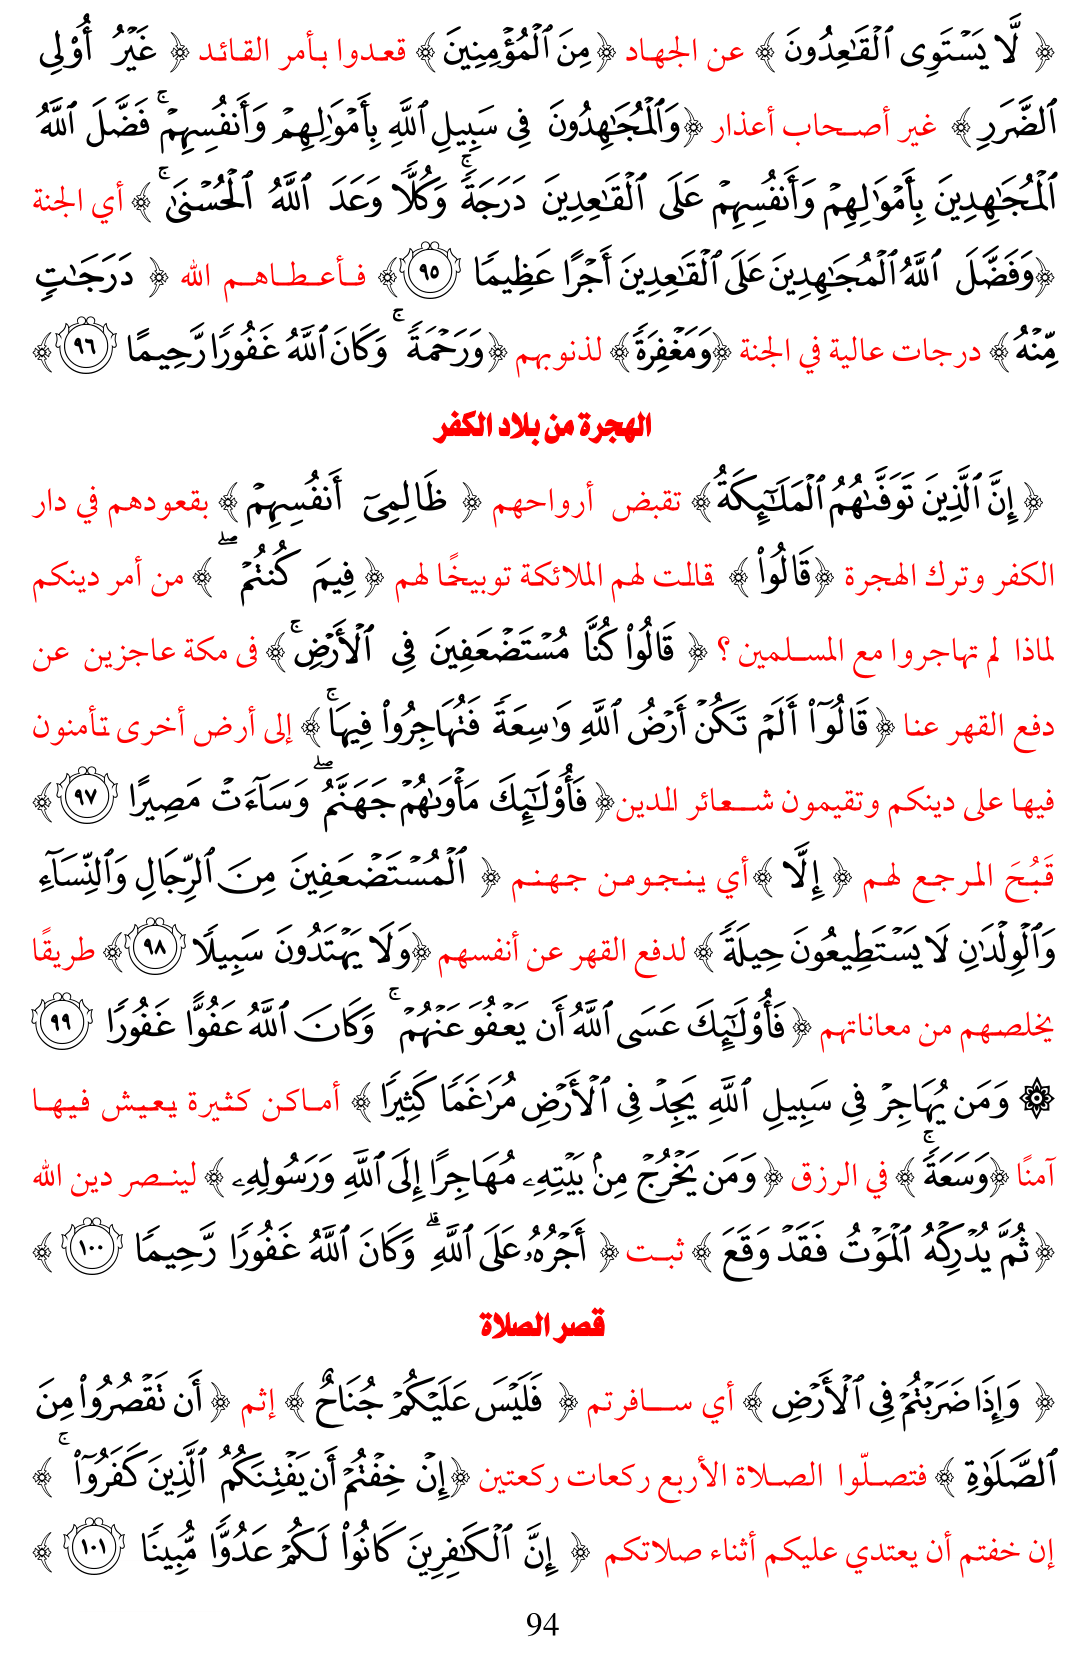 ﴿ لَّا يَسۡتَوِي ٱلۡقَٰعِدُونَ ﴾ عن الجهاد ﴿مِنَ ٱلۡمُؤۡمِنِينَ﴾ قعدوا بأمر القائد ﴿ غَيۡرُ أُوْلِي
ٱلضَّرَرِ ﴾ غير أصحاب أعذار ﴿وَٱلۡمُجَٰهِدُونَ فِي سَبِيلِ ٱللَّهِ بِأَمۡوَٰلِهِمۡ وَأَنفُسِهِمۡۚ فَضَّلَ ٱللَّهُ
ٱلۡمُجَٰهِدِينَ بِأَمۡوَٰلِهِمۡ وَأَنفُسِهِمۡ عَلَى ٱلۡقَٰعِدِينَ دَرَجَةٗۚ وَكُلّٗا وَعَدَ ٱللَّهُ ٱلۡحُسۡنَىٰۚ ﴾ أي الجنة
﴿وَفَضَّلَ ٱللَّهُ ٱلۡمُجَٰهِدِينَ عَلَى ٱلۡقَٰعِدِينَ أَجۡرًا عَظِيمٗا ٩٥﴾ فأعطاهم الله ﴿ دَرَجَٰتٖ
مِّنۡهُ﴾ درجات عالية في الجنة ﴿وَمَغۡفِرَةٗ﴾ لذنوبهم ﴿وَرَحۡمَةٗۚ وَكَانَ ٱللَّهُ غَفُورٗا رَّحِيمًا ٩٦﴾
الهجرة من بلاد الكفر
﴿ إِنَّ ٱلَّذِينَ تَوَفَّىٰهُمُ ٱلۡمَلَٰٓئِكَةُ﴾ تقبض أرواحهم ﴿ ظَالِمِيٓ أَنفُسِهِمۡ ﴾ بقعودهم في دار
الكفر وترك الهجرة ﴿قَالُواْ ﴾ قالت لهم الملائكة توبيخًا لهم ﴿ فِيمَ كُنتُمۡۖ ﴾ من أمر دينكم
لماذا لم تهاجروا مع المسلمين ؟ ﴿ قَالُواْ كُنَّا مُسۡتَضۡعَفِينَ فِي ٱلۡأَرۡضِۚ﴾ فى مكة عاجزين عن
دفع القهر عنا ﴿قَالُوٓاْ أَلَمۡ تَكُنۡ أَرۡضُ ٱللَّهِ وَٰسِعَةٗ فَتُهَاجِرُواْ فِيهَاۚ﴾ إلى أرض أخرى تأمنون
فيها على دينكم وتقيمون شعائر الدين﴿فَأُوْلَٰٓئِكَ مَأۡوَىٰهُمۡ جَهَنَّمُۖ وَسَآءَتۡ مَصِيرًا ٩٧﴾
قَبُحَ المرجع لهم ﴿ إِلَّا ﴾أي ينجومن جهنم ﴿ ٱلۡمُسۡتَضۡعَفِينَ مِنَ ٱلرِّجَالِ وَٱلنِّسَآءِ
وَٱلۡوِلۡدَٰنِ لَا يَسۡتَطِيعُونَ حِيلَةٗ ﴾ لدفع القهر عن أنفسهم ﴿وَلَا يَهۡتَدُونَ سَبِيلٗا ٩٨﴾ طريقًا
يخلصهم من معاناتهم ﴿ فَأُوْلَٰٓئِكَ عَسَى ٱللَّهُ أَن يَعۡفُوَ عَنۡهُمۡۚ وَكَانَ ٱللَّهُ عَفُوًّا غَفُورٗا ٩٩
۞ وَمَن يُهَاجِرۡ فِي سَبِيلِ ٱللَّهِ يَجِدۡ فِي ٱلۡأَرۡضِ مُرَٰغَمٗا كَثِيرٗا ﴾ أماكن كثيرة يعيش فيها
آمنًا ﴿وَسَعَةٗۚ ﴾ في الرزق ﴿وَمَن يَخۡرُجۡ مِنۢ بَيۡتِهِۦ مُهَاجِرًا إِلَى ٱللَّهِ وَرَسُولِهِۦ ﴾ لينصر دين الله
﴿ثُمَّ يُدۡرِكۡهُ ٱلۡمَوۡتُ فَقَدۡ وَقَعَ ﴾ ثبت ﴿ أَجۡرُهُۥ عَلَى ٱللَّهِۗ وَكَانَ ٱللَّهُ غَفُورٗا رَّحِيمٗا ١٠٠ ﴾
قصر الصلاة
﴿ وَإِذَا ضَرَبۡتُمۡ فِي ٱلۡأَرۡضِ ﴾ أي سافرتم ﴿ فَلَيۡسَ عَلَيۡكُمۡ جُنَاحٌ ﴾ إثم ﴿ أَن تَقۡصُرُواْ مِنَ
ٱلصَّلَوٰةِ ﴾ فتصلّوا الصلاة الأربع ركعات ركعتين ﴿إِنۡ خِفۡتُمۡ أَن يَفۡتِنَكُمُ ٱلَّذِينَ كَفَرُوٓاْۚ ﴾
إن خفتم أن يعتدي عليكم أثناء صلاتكم ﴿ إِنَّ ٱلۡكَٰفِرِينَ كَانُواْ لَكُمۡ عَدُوّٗا مُّبِينٗا ١٠١ ﴾
94